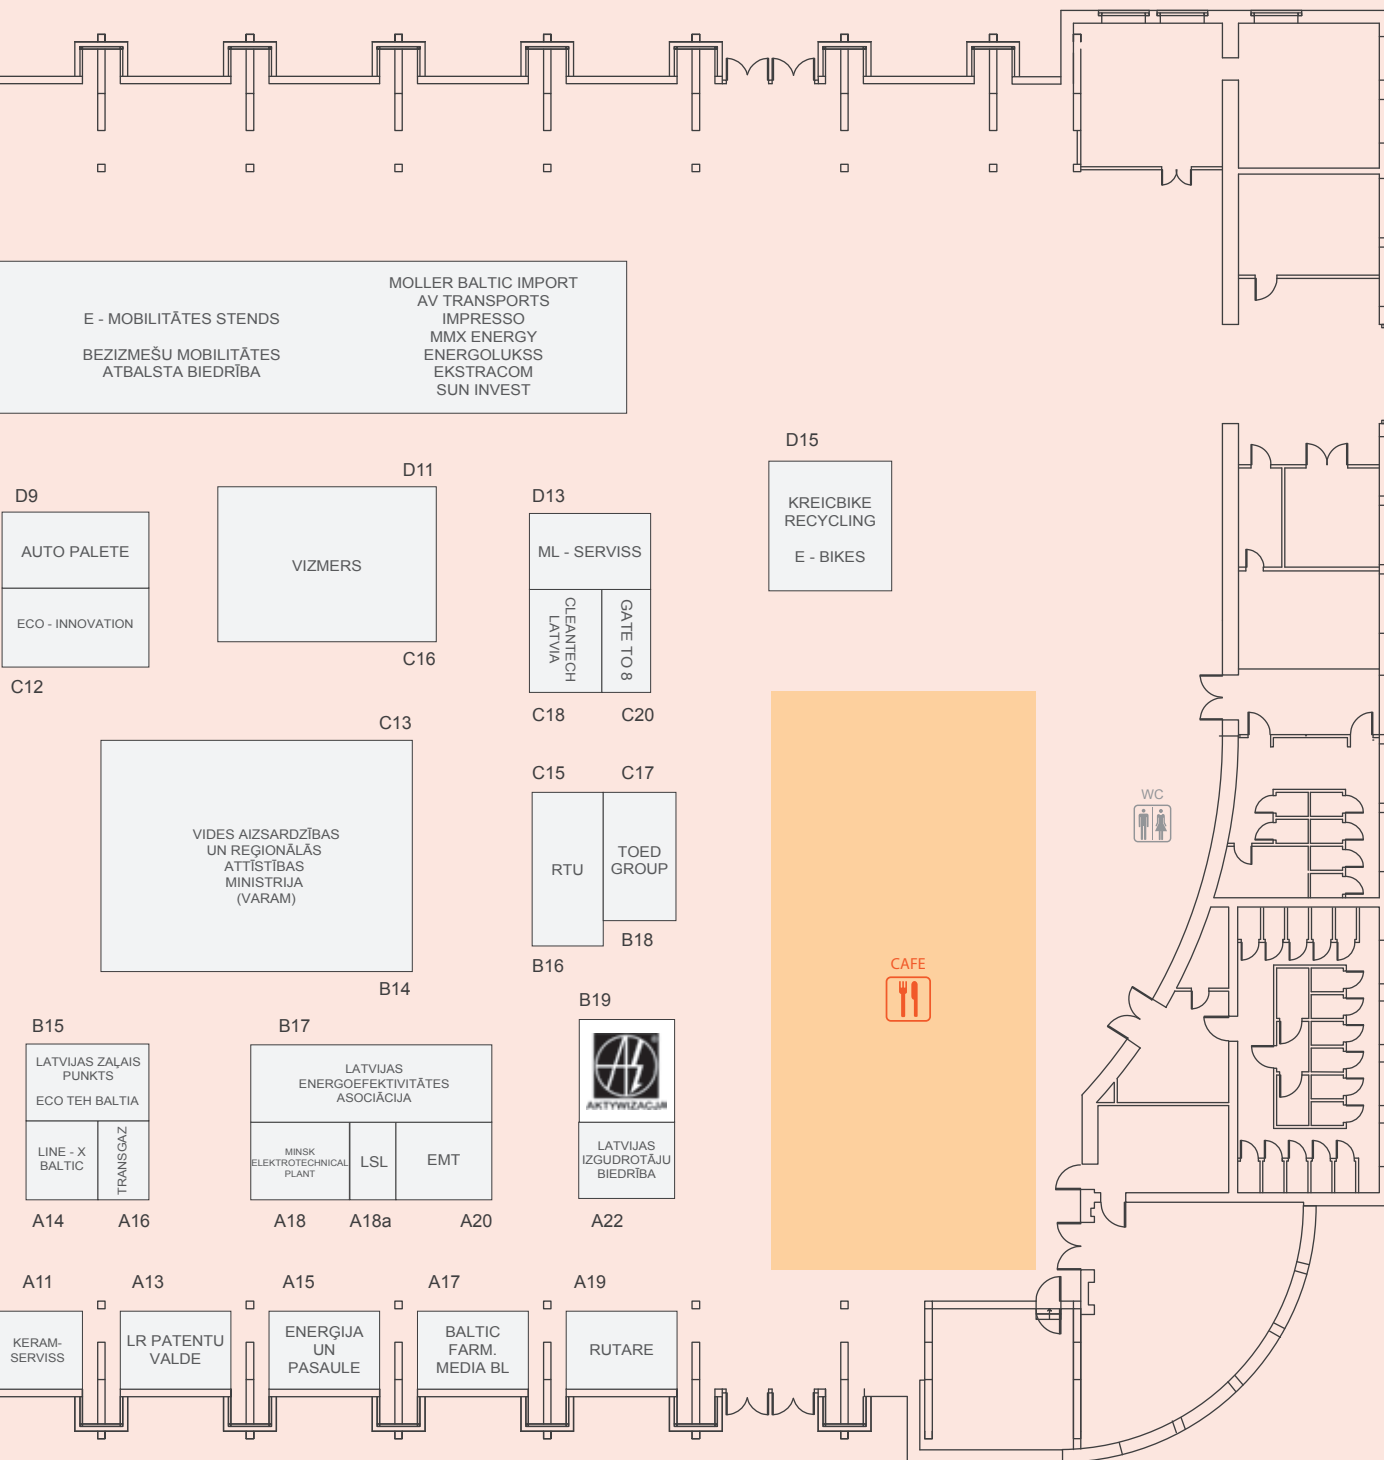 E - MOBILITĀTES STENDS
BEZIZMEŠU MOBILITĀTES
ATBALSTA BIEDRĪBA
MOLLER BALTIC IMPORT
AV TRANSPORTS
IMPRESSO
MMX ENERGY
ENERGOLUKSS
EKSTRACOM
SUN INVEST
D9
AUTO PALETE
ECO - INNOVATION
C12
D11
VIZMERS
C16
D13
ML - SERVISS
CLEANTECH
LATVIA
GATE TO 8
C18
C20
D15
KREICBIKE
RECYCLING
E - BIKES
C13
VIDES AIZSARDZĪBAS
UN REĢIONĀLĀS
ATTĪSTĪBAS
MINISTRIJA
(VARAM)
B14
C15
C17
RTU
TOED
GROUP
B18
B16
WC
CAFE
B15
LATVIJAS ZAĻAIS
PUNKTS
ECO TEH BALTIA
LINE - X
BALTIC
TRANSGAZ
A14
A16
B17
LATVIJAS
ENERGOEFEKTIVITĀTES
ASOCIĀCIJA
MINSK
ELEKTROTECHNICAL
PLANT
LSL
EMT
A18
A18a
A20
B19
AKTYWIZACJA
LATVIJAS
IZGUDROTĀJU
BIEDRĪBA
A22
A11
KERAM-
SERVISS
A13
LR PATENTU
VALDE
A15
ENERĢIJA
UN
PASAULE
A17
BALTIC
FARM.
MEDIA BL
A19
RUTARE